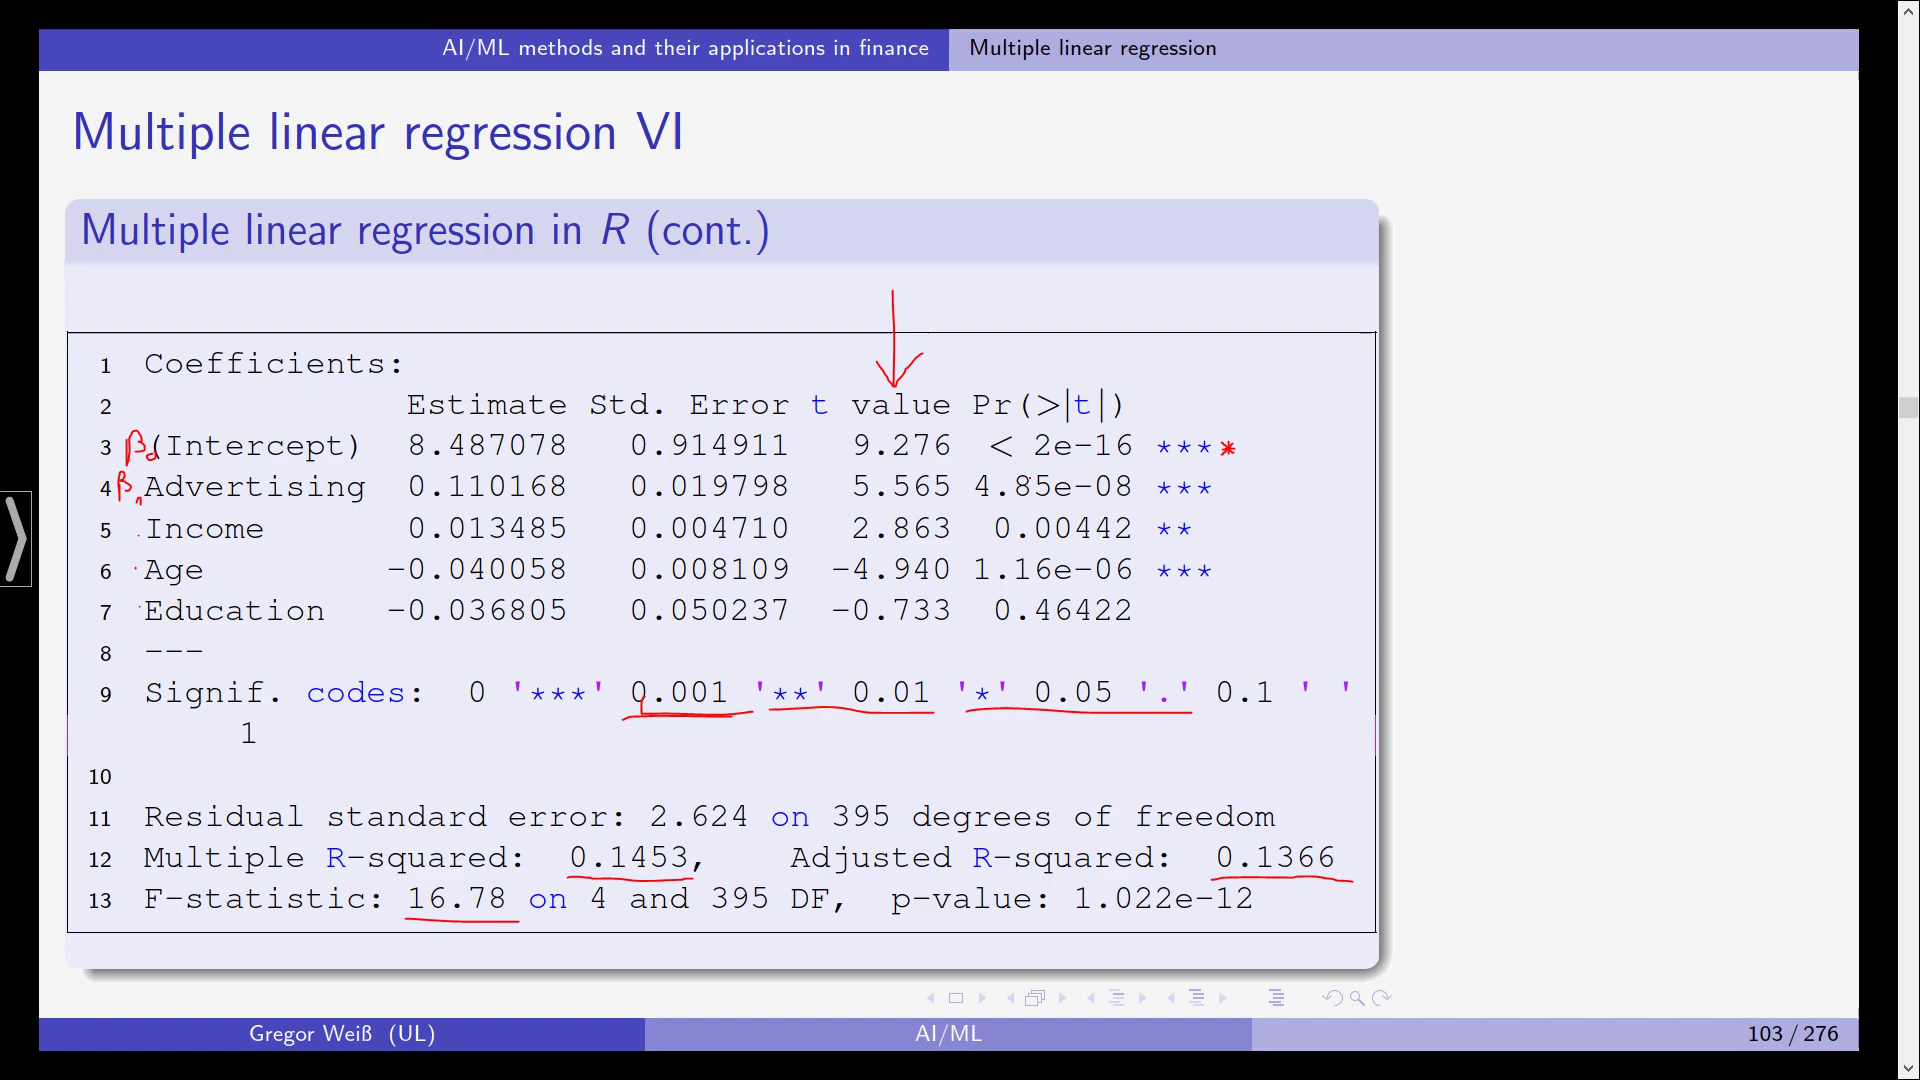 AI/ML methods and their applications in finance Multiple linear regression
Multiple linear regression VI
Multiple linear regression in R (cont.)
1 Coefficients:
2 Estimate Std. Error t value Pr(>|t|)
3 β₀ (Intercept) 8.487078 0.914911 9.276 < 2e-16 ****
4 β₁ Advertising 0.110168 0.019798 5.565 4.85e-08 ***
5 Income 0.013485 0.004710 2.863 0.00442 **
6 Age -0.040058 0.008109 -4.940 1.16e-06 ***
7 Education -0.036805 0.050237 -0.733 0.46422
8 ---
9 Signif. codes: 0 '***' 0.001 '**' 0.01 '*' 0.05 '.' 0.1 ' '
1
10
11 Residual standard error: 2.624 on 395 degrees of freedom
12 Multiple R-squared: 0.1453, Adjusted R-squared: 0.1366
13 F-statistic: 16.78 on 4 and 395 DF, p-value: 1.022e-12
Gregor Weiß (UL) AI/ML 103 / 276